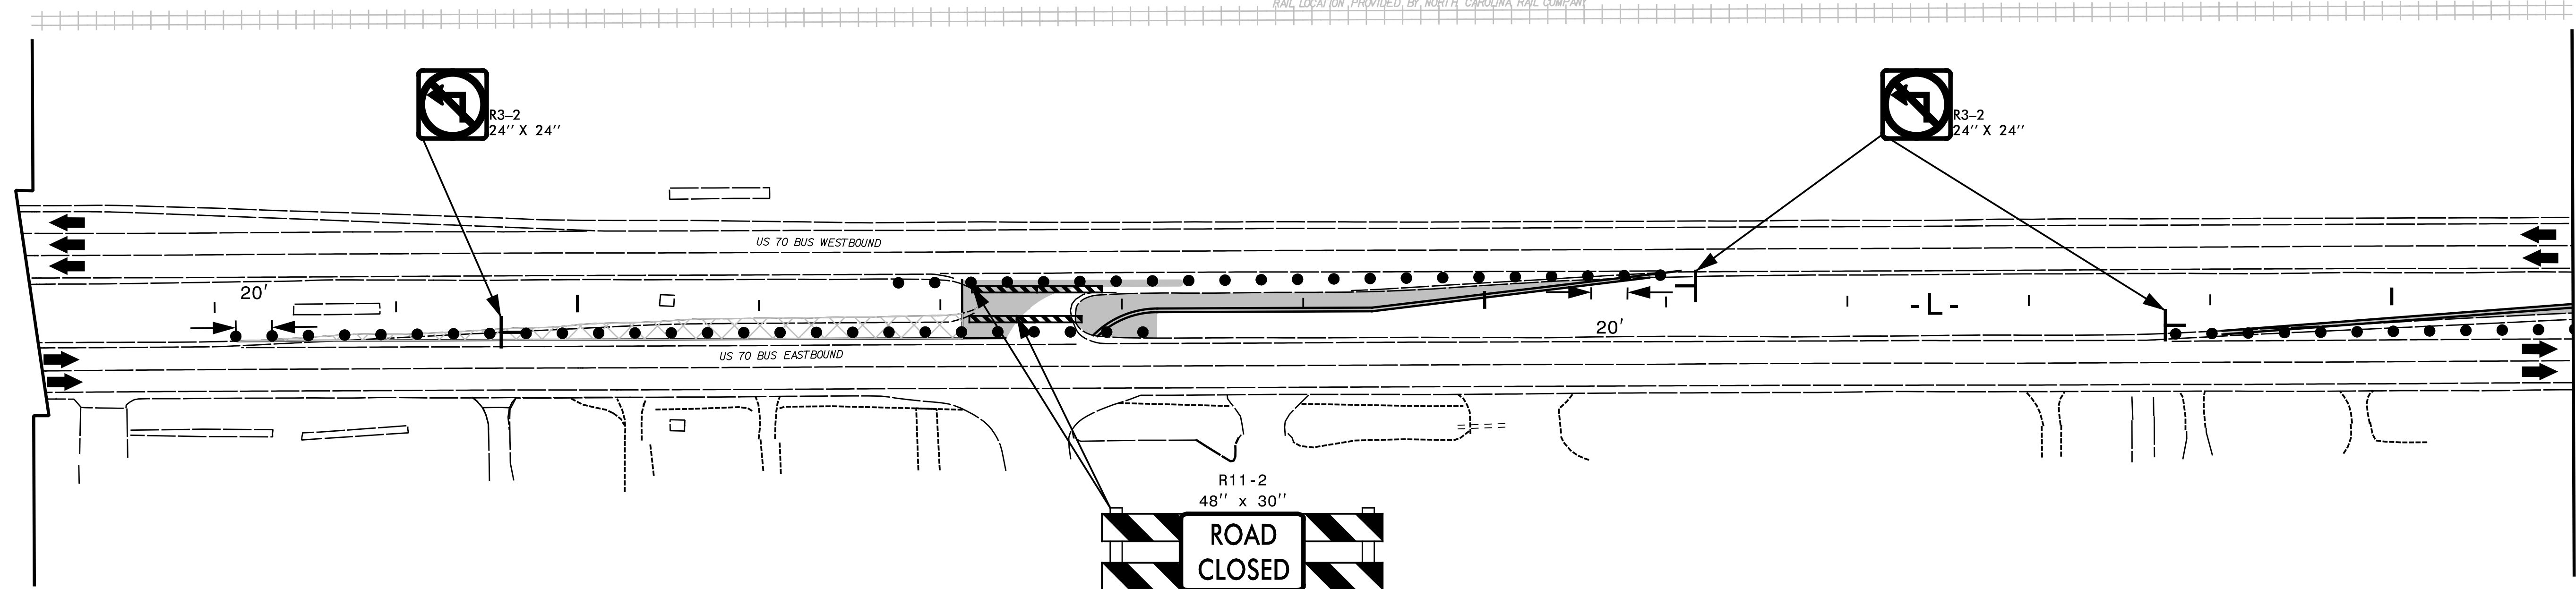 RAIL LOCATION PROVIDED BY NORTH CAROLINA RAIL COMPANY
R3-2
24'' X 24''
R3-2
24'' X 24''
US 70 BUS WESTBOUND
20'
-L-
20'
US 70 BUS EASTBOUND
R11-2
48'' x 30''
ROAD
CLOSED